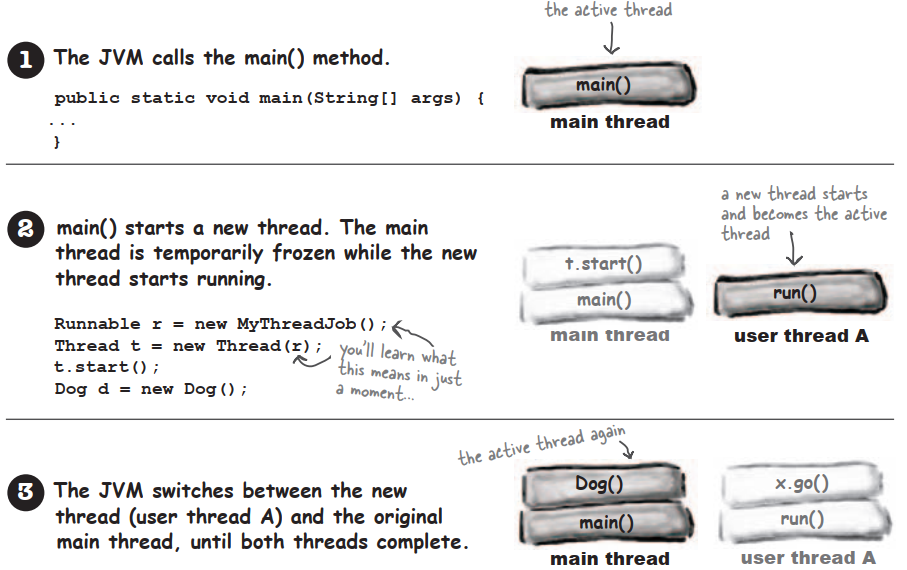 the active thread
1 The JVM calls the main() method.
main()
public static void main(String[] args) {
...
}
main thread
a new thread starts
and becomes the active
thread
2 main() starts a new thread. The main
thread is temporarily frozen while the new
thread starts running.
t.start()
main()
main thread
run()
user thread A
Runnable r = new MyThreadJob();
Thread t = new Thread(r);
t.start();
Dog d = new Dog();
you'll learn what
this means in just
a moment...
the active thread again
3 The JVM switches between the new
thread (user thread A) and the original
main thread, until both threads complete.
Dog()
main()
main thread
x.go()
run()
user thread A